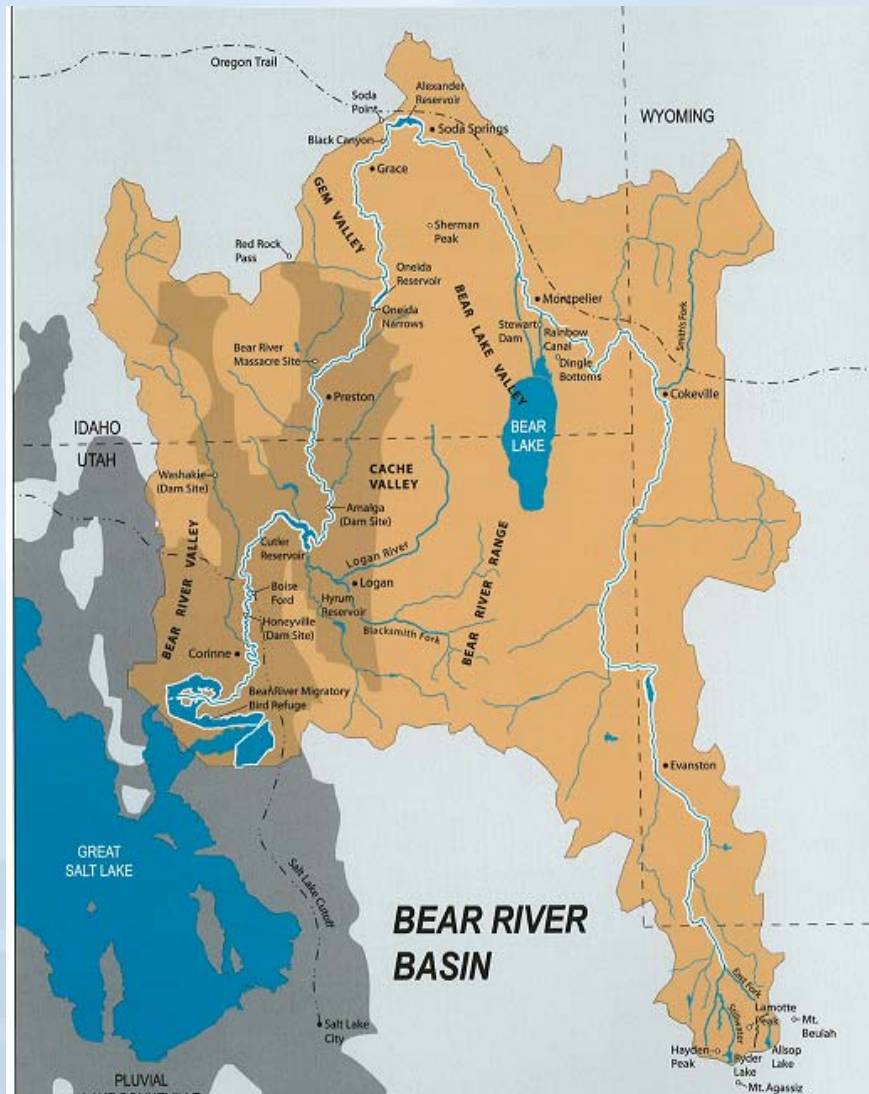 Oregon Trail
Alexander
Reservoir
Soda
Point
WYOMING
Soda Springs
Black Canyon
Grace
GEM VALLEY
Sherman
Peak
Red Rock
Pass
Oneida
Reservoir
BEAR LAKE VALLEY
Montpelier
Oneida
Narrows
Stewart
Dam
Rainbow
Canal
Smith's Fork
Bear River
Massacre Site
Dingle
Bottoms
Preston
Cokeville
BEAR
LAKE
IDAHO
UTAH
CACHE
VALLEY
Washakie
(Dam Site)
Amalga
(Dam Site)
BEAR RIVER VALLEY
Cutler
Reservoir
Logan River
BEAR RIVER RANGE
Logan
Boise
Ford
Hyrum
Reservoir
Honeyville
(Dam Site)
Blacksmith Fork
Corinne
Bear River Migratory
Bird Refuge
Evanston
GREAT
SALT LAKE
Salt Lake Cutoff
BEAR RIVER
BASIN
East Fork
Stillwater
Lamotte
Peak
Mt.
Beulah
Salt Lake
City
Hayden
Peak
Ryder
Lake
Allsop
Lake
Mt. Agassiz
PLUVIAL